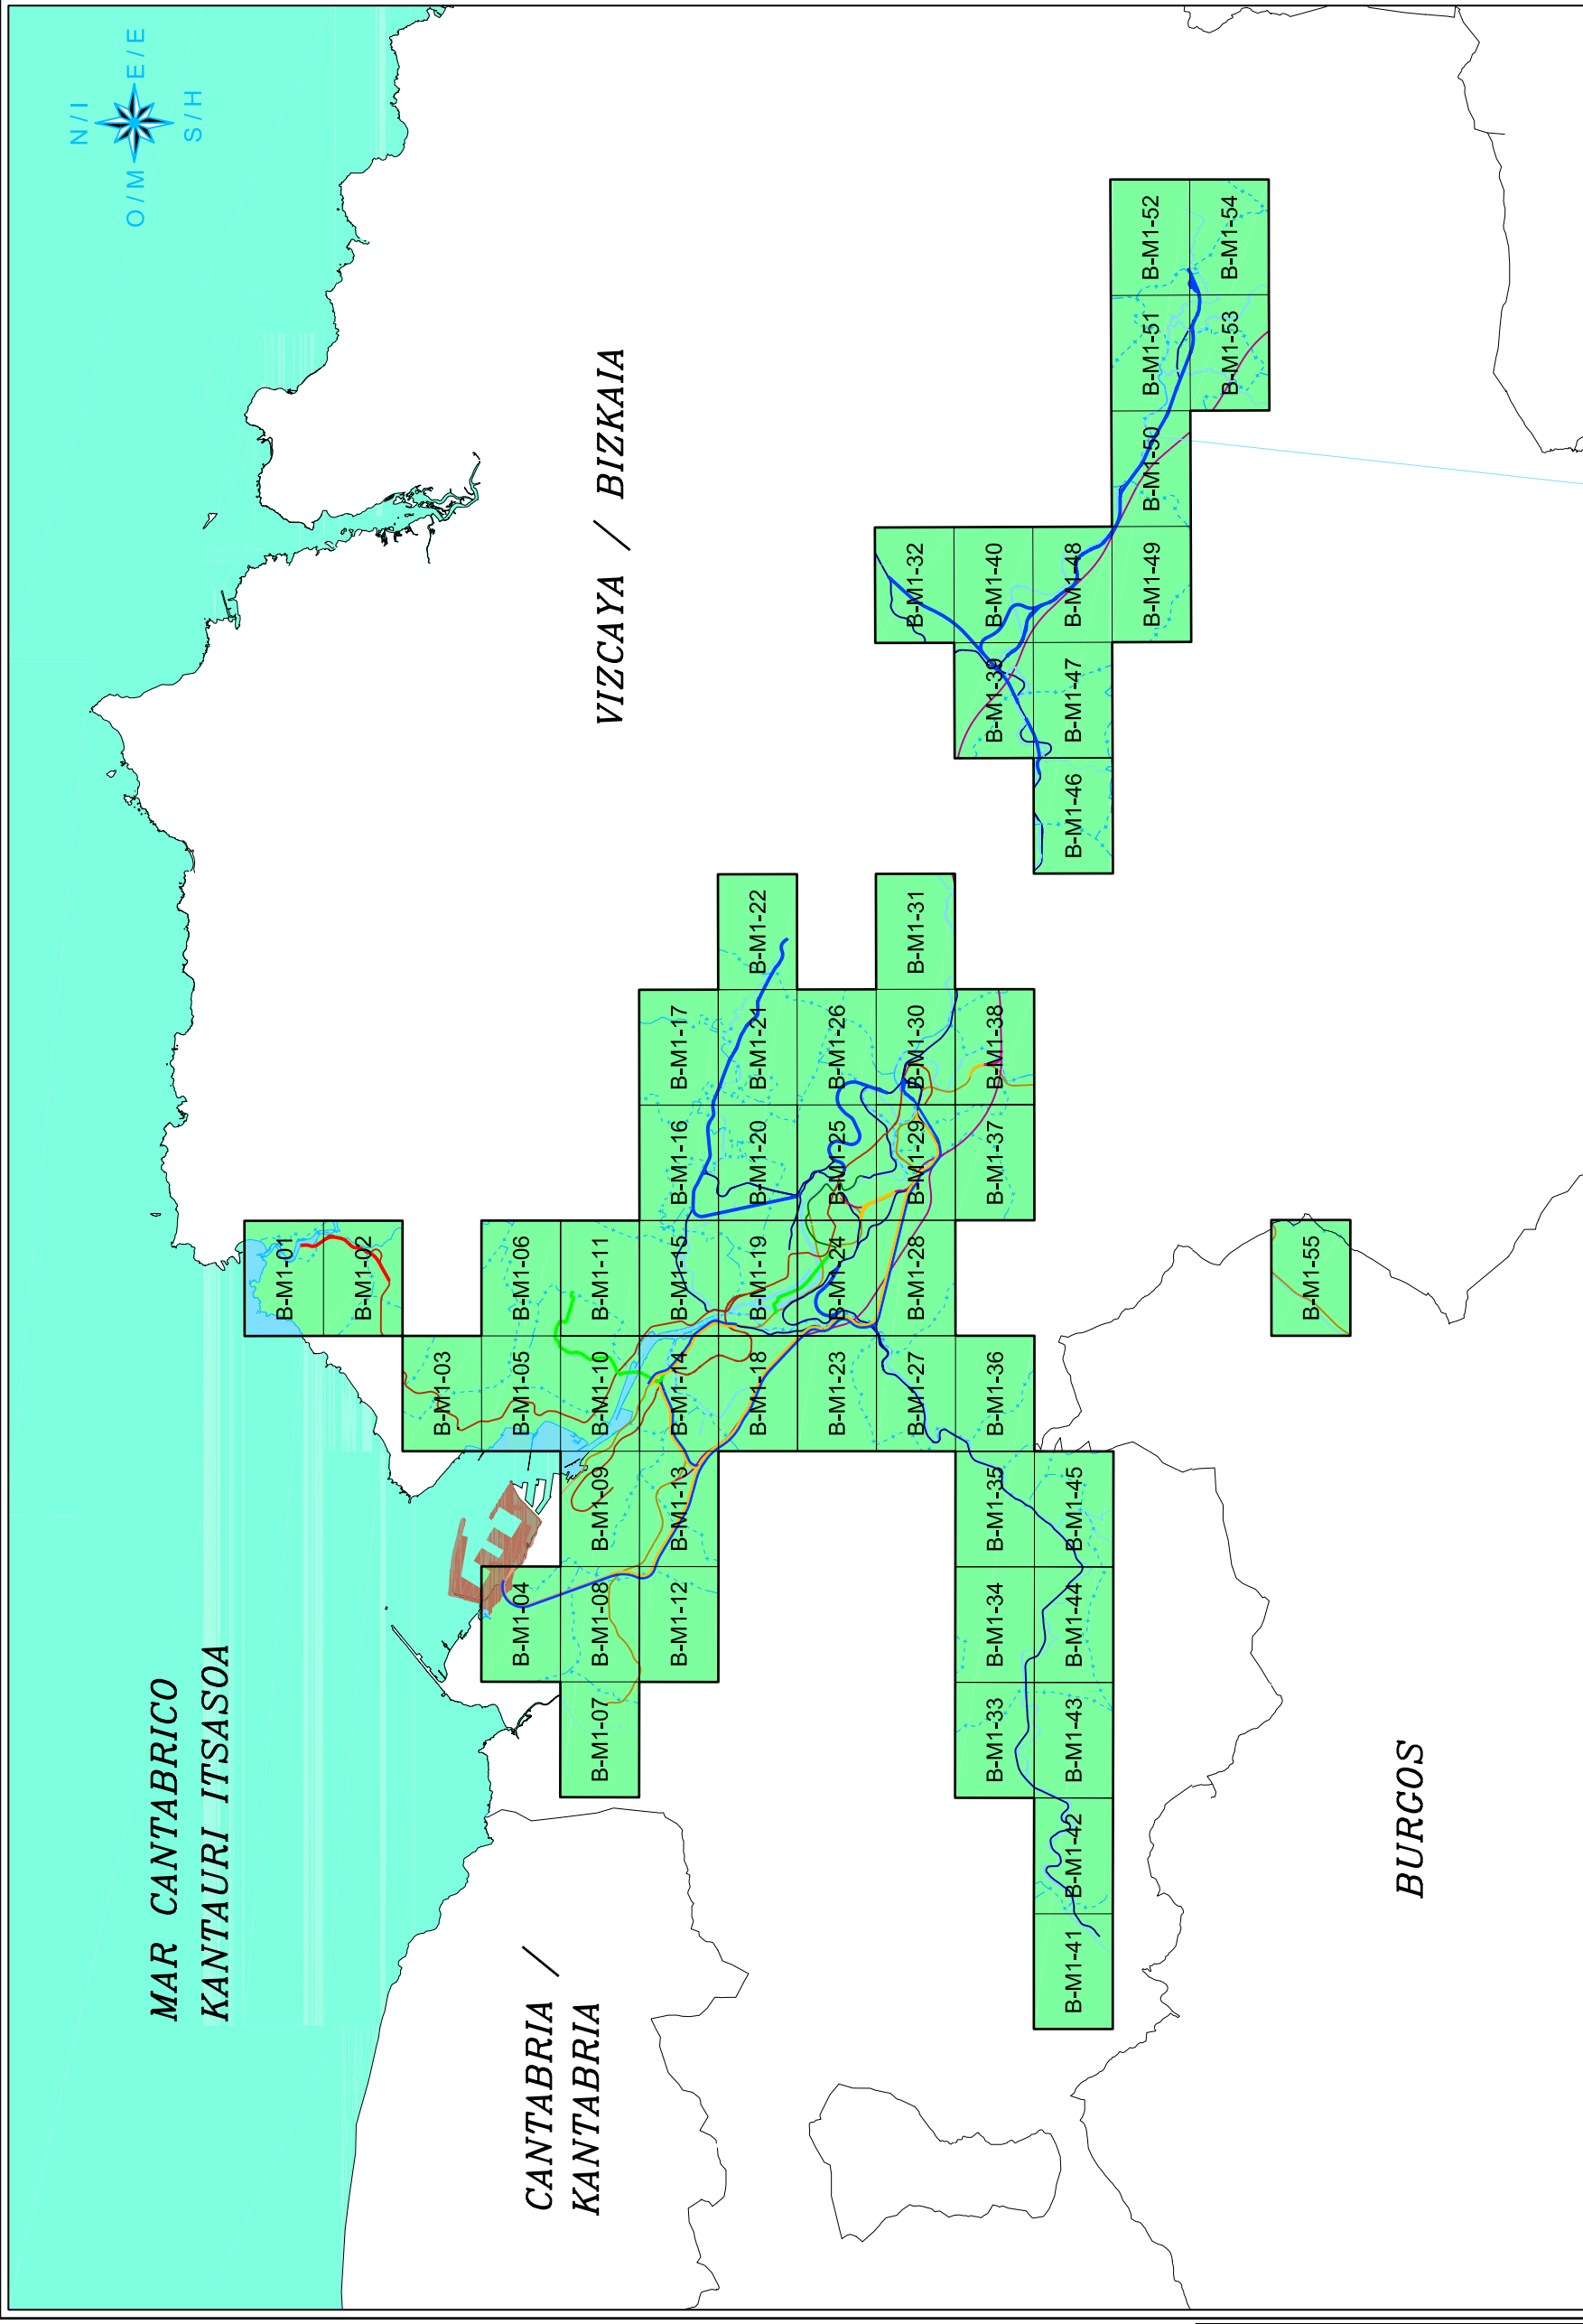 N/I
O/M
E/E
S/H
MAR CANTABRICO
KANTAURI ITSASOA
VIZCAYA / BIZKAIA
CANTABRIA /
KANTABRIA
BURGOS
B-M1-01
B-M1-02
B-M1-03
B-M1-04
B-M1-05
B-M1-06
B-M1-07
B-M1-08
B-M1-09
B-M1-10
B-M1-11
B-M1-12
B-M1-13
B-M1-14
B-M1-15
B-M1-16
B-M1-17
B-M1-18
B-M1-19
B-M1-20
B-M1-21
B-M1-22
B-M1-23
B-M1-24
B-M1-25
B-M1-26
B-M1-27
B-M1-28
B-M1-29
B-M1-30
B-M1-31
B-M1-32
B-M1-33
B-M1-34
B-M1-35
B-M1-36
B-M1-37
B-M1-38
B-M1-39
B-M1-40
B-M1-41
B-M1-42
B-M1-43
B-M1-44
B-M1-45
B-M1-46
B-M1-47
B-M1-48
B-M1-49
B-M1-50
B-M1-51
B-M1-52
B-M1-53
B-M1-54
B-M1-55